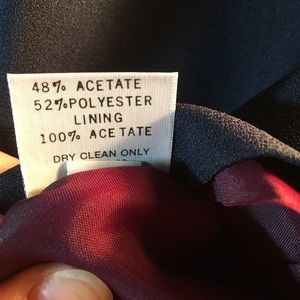 48% ACETATE
52%POLYESTER
LINING
100% ACETATE
DRY CLEAN ONLY